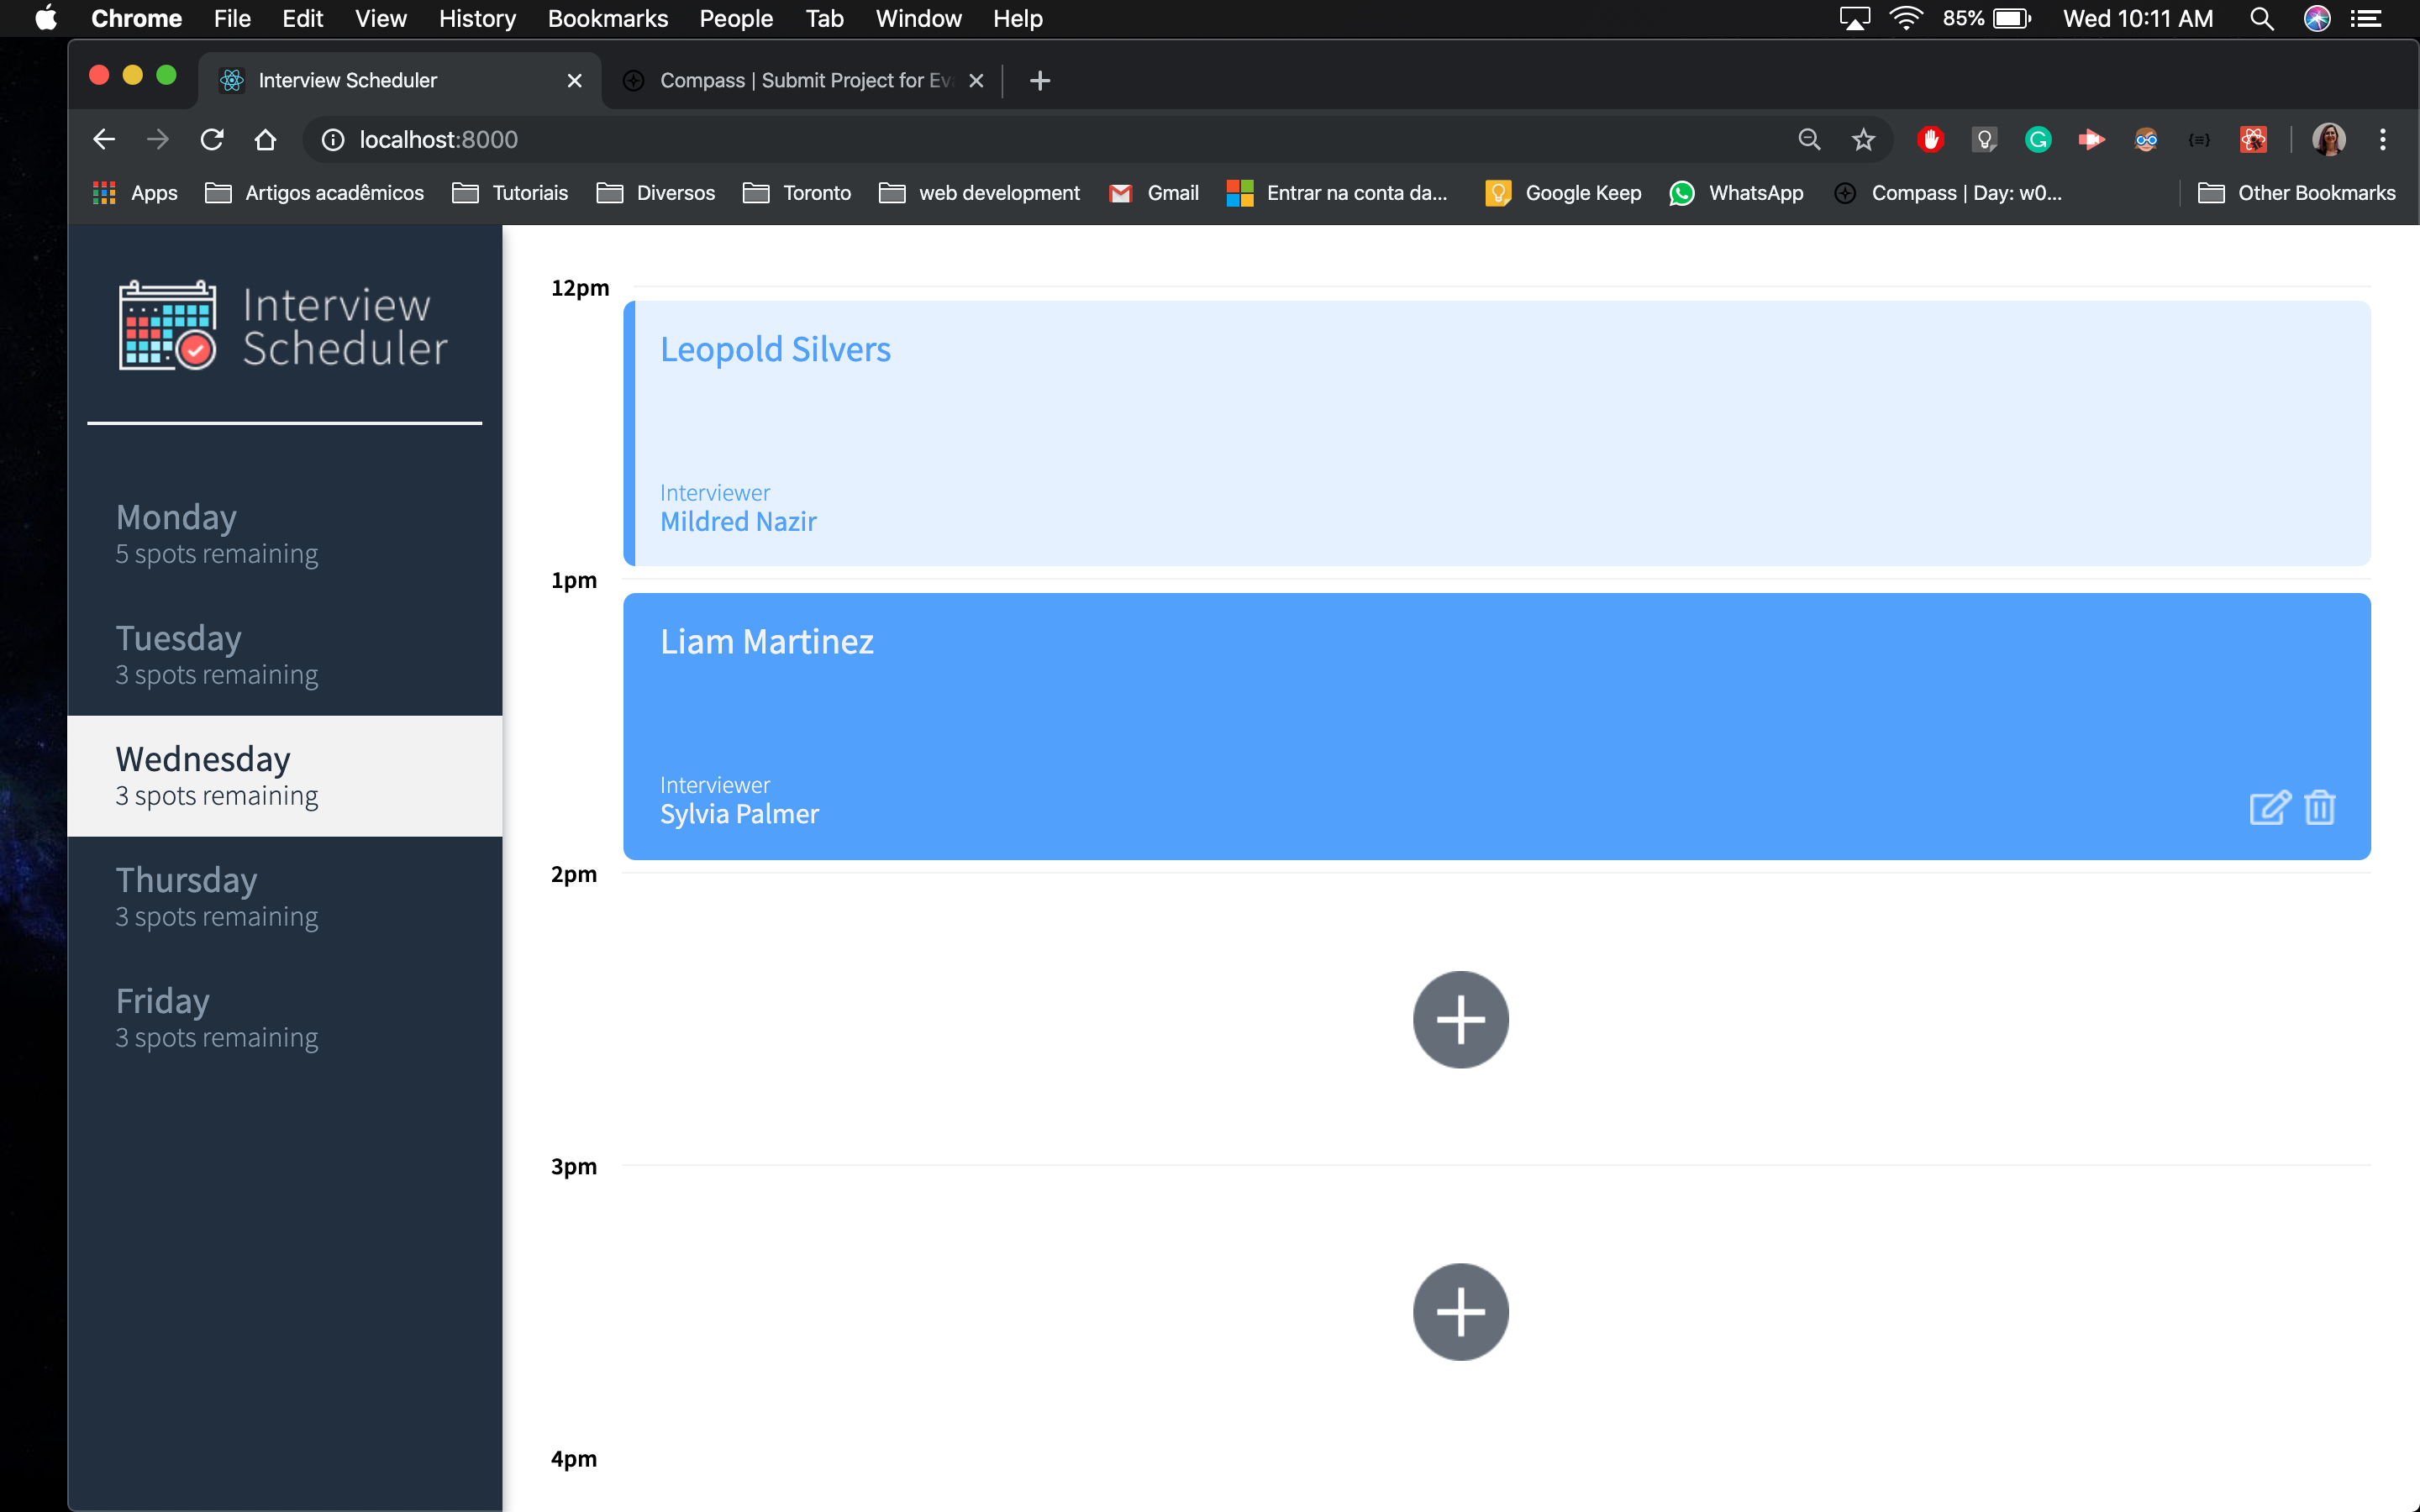 Chrome File Edit View History Bookmarks People Tab Window Help 85% Wed 10:11 AM
Interview Scheduler Compass | Submit Project for Ev
localhost:8000
Apps Artigos acadêmicos Tutoriais Diversos Toronto web development Gmail Entrar na conta da... Google Keep WhatsApp Compass | Day: w0... Other Bookmarks
Interview
Scheduler
Monday
5 spots remaining
Tuesday
3 spots remaining
Wednesday
3 spots remaining
Thursday
3 spots remaining
Friday
3 spots remaining
12pm
Leopold Silvers
Interviewer
Mildred Nazir
1pm
Liam Martinez
Interviewer
Sylvia Palmer
2pm
3pm
4pm